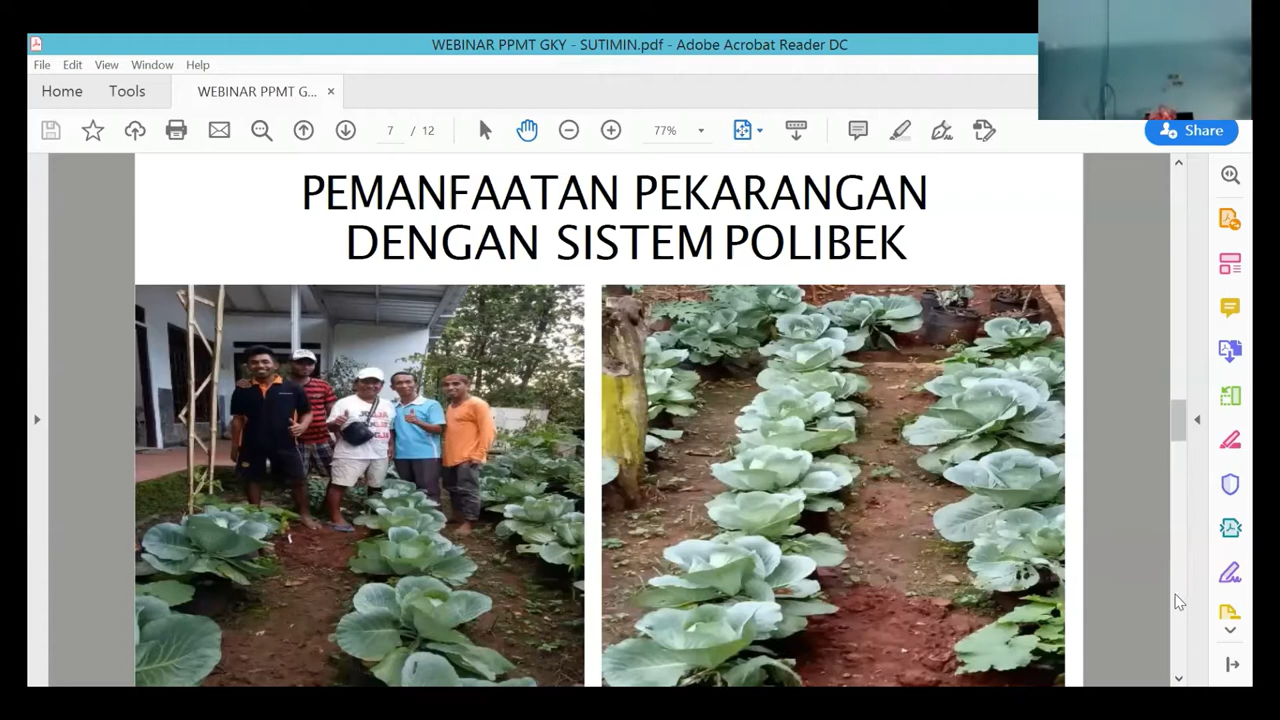 WEBINAR PPMT GKY - SUTIMIN.pdf - Adobe Acrobat Reader DC
File Edit View Window Help
Home Tools WEBINAR PPMT G... ×
7 / 12 77% Share
PEMANFAATAN PEKARANGAN
DENGAN SISTEM POLIBEK